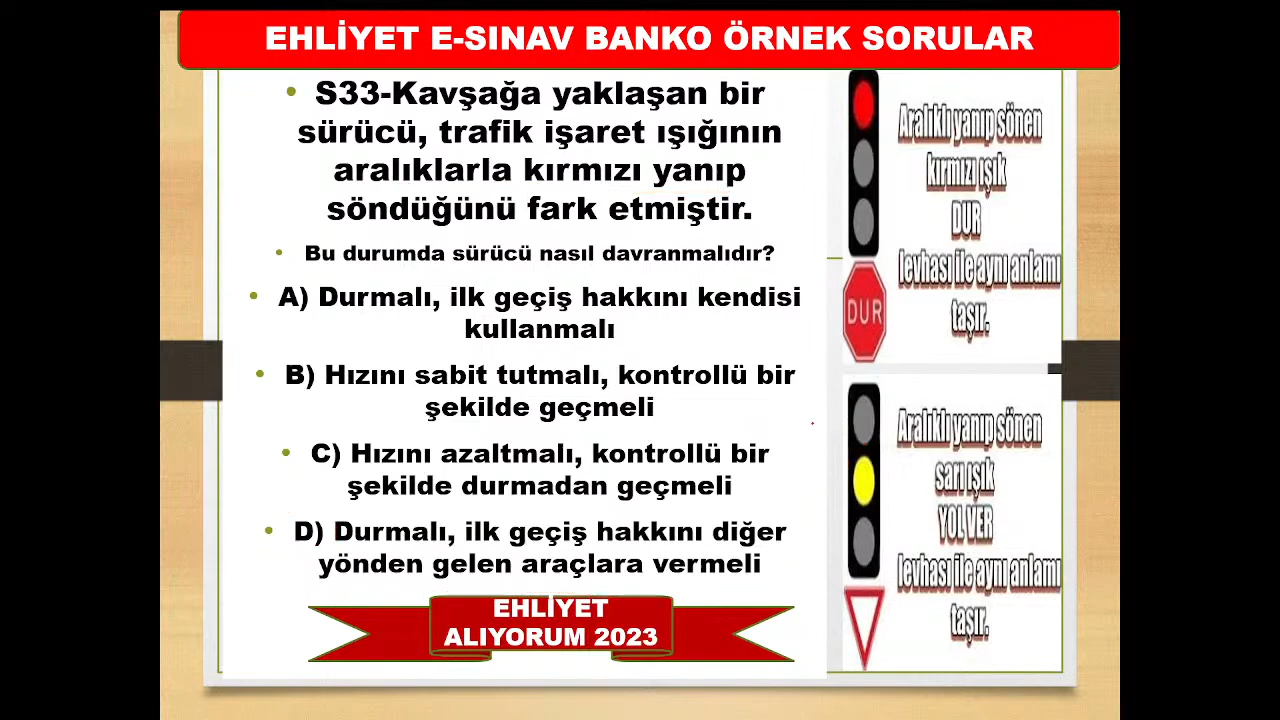 EHLİYET E-SINAV BANKO ÖRNEK SORULAR
• S33-Kavşağa yaklaşan bir
sürücü, trafik işaret ışığının
aralıklarla kırmızı yanıp
söndüğünü fark etmiştir.
• Bu durumda sürücü nasıl davranmalıdır?
• A) Durmalı, ilk geçiş hakkını kendisi
kullanmalı
• B) Hızını sabit tutmalı, kontrollü bir
şekilde geçmeli
• C) Hızını azaltmalı, kontrollü bir
şekilde durmadan geçmeli
• D) Durmalı, ilk geçiş hakkını diğer
yönden gelen araçlara vermeli
EHLİYET
ALIYORUM 2023
Aralıklı yanıp sönen
kırmızı ışık
DUR
levhası ile aynı anlamı
taşır.
DUR
Aralıklı yanıp sönen
sarı ışık
YOL VER
levhası ile aynı anlamı
taşır.